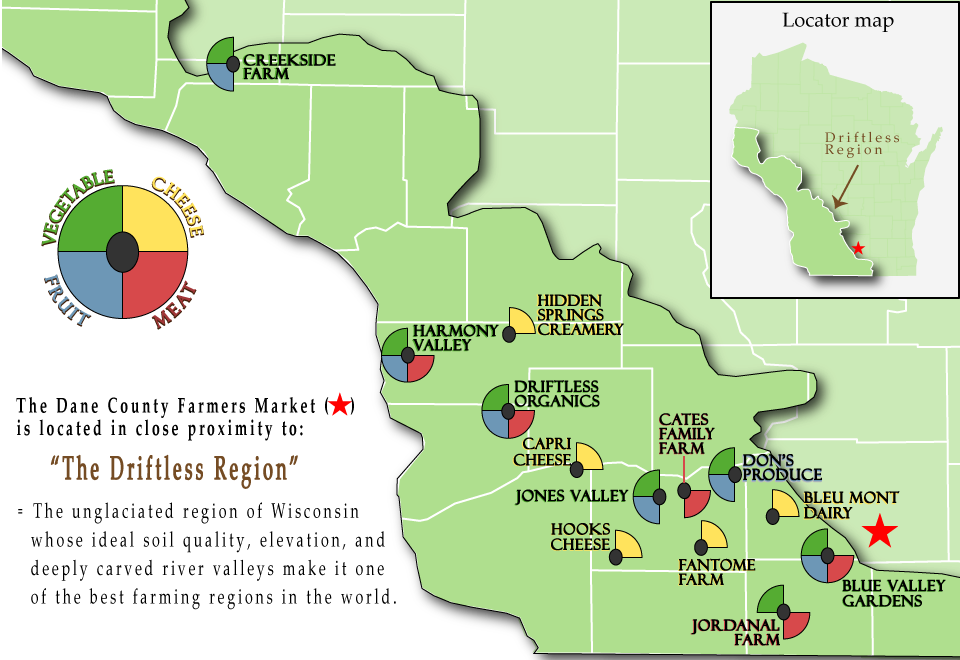 Locator map
Driftless
Region
CREEKSIDE
FARM
VEGETABLE
CHEESE
FRUIT
MEAT
HIDDEN
SPRINGS
CREAMERY
HARMONY
VALLEY
DRIFTLESS
ORGANICS
The Dane County Farmers Market ( )
is located in close proximity to:
"The Driftless Region"
= The unglaciated region of Wisconsin
whose ideal soil quality, elevation, and
deeply carved river valleys make it one
of the best farming regions in the world.
CATES
FAMILY
FARM
CAPRI
CHEESE
DON'S
PRODUCE
JONES VALLEY
BLEU MONT
DAIRY
HOOKS
CHEESE
FANTOME
FARM
BLUE VALLEY
GARDENS
JORDANAL
FARM